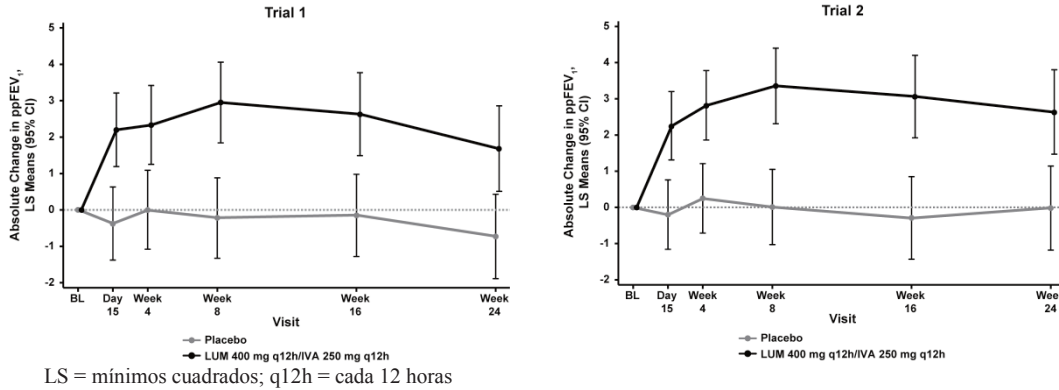 Trial 1
Absolute Change in ppFEV1,
LS Means (95% CI)
5
4
3
2
1
0
-1
-2
BL
Day
15
Week
4
Week
8
Week
16
Week
24
Visit
Placebo
LUM 400 mg q12h/IVA 250 mg q12h
Trial 2
Absolute Change in ppFEV1,
LS Means (95% CI)
5
4
3
2
1
0
-1
-2
BL
Day
15
Week
4
Week
8
Week
16
Week
24
Visit
Placebo
LUM 400 mg q12h/IVA 250 mg q12h
LS = mínimos cuadrados; q12h = cada 12 horas